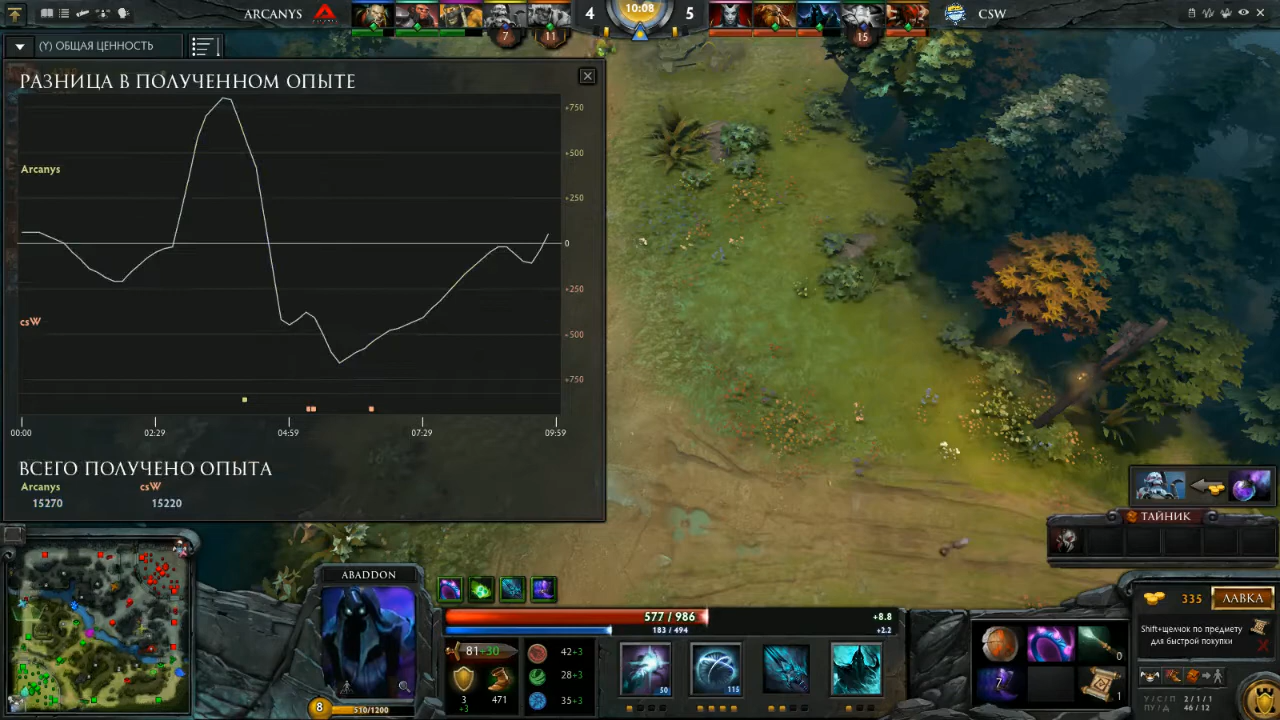 ARCANYS
4
10:08
5
CSW
7
11
15
(Y) ОБЩАЯ ЦЕННОСТЬ
РАЗНИЦА В ПОЛУЧЕННОМ ОПЫТЕ
+750
+500
Arcanys
+250
0
+250
csW
+500
+750
00:00
02:29
04:59
07:29
09:59
ВСЕГО ПОЛУЧЕНО ОПЫТА
Arcanys
csW
15270
15220
ТАЙНИК
ABADDON
577 / 986
+8.8
183 / 494
+2.2
81+30
42+3
28+3
35+3
3
471
50
115
8
510/1200
0
7
1
335
ЛАВКА
Shift+щелчок по предмету
для быстрой покупки
У / С / П
2 / 1 / 1
ПУ / Д
46 / 12